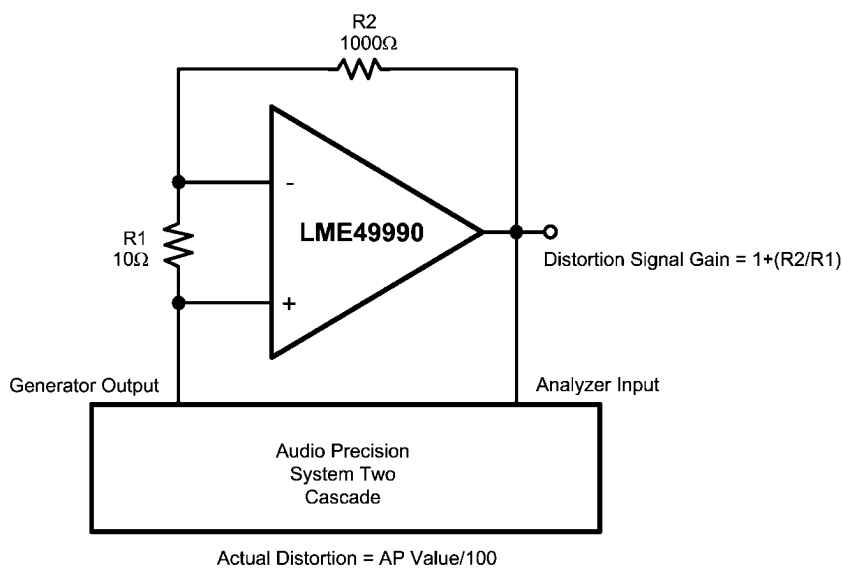 R2
1000Ω
-
LME49990
R1
10Ω
+
Distortion Signal Gain = 1+(R2/R1)
Generator Output
Analyzer Input
Audio Precision
System Two
Cascade
Actual Distortion = AP Value/100